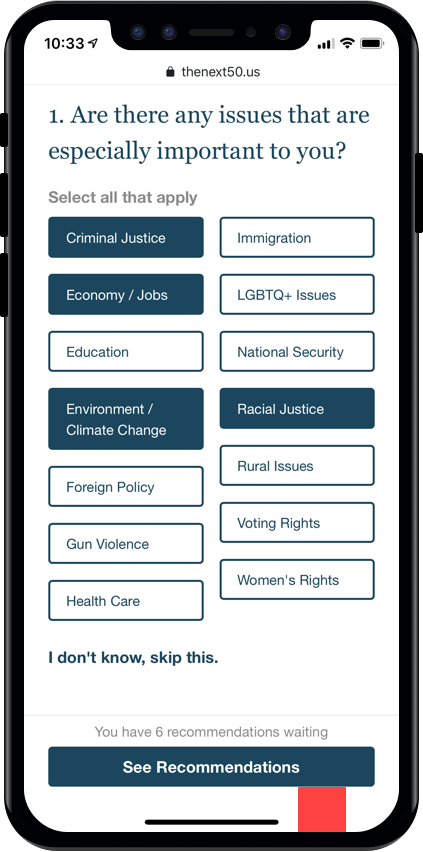 10:33
thenext50.us
1. Are there any issues that are
especially important to you?
Select all that apply
Criminal Justice
Immigration
Economy / Jobs
LGBTQ+ Issues
Education
National Security
Environment /
Climate Change
Racial Justice
Foreign Policy
Rural Issues
Gun Violence
Voting Rights
Health Care
Women's Rights
I don't know, skip this.
You have 6 recommendations waiting
See Recommendations